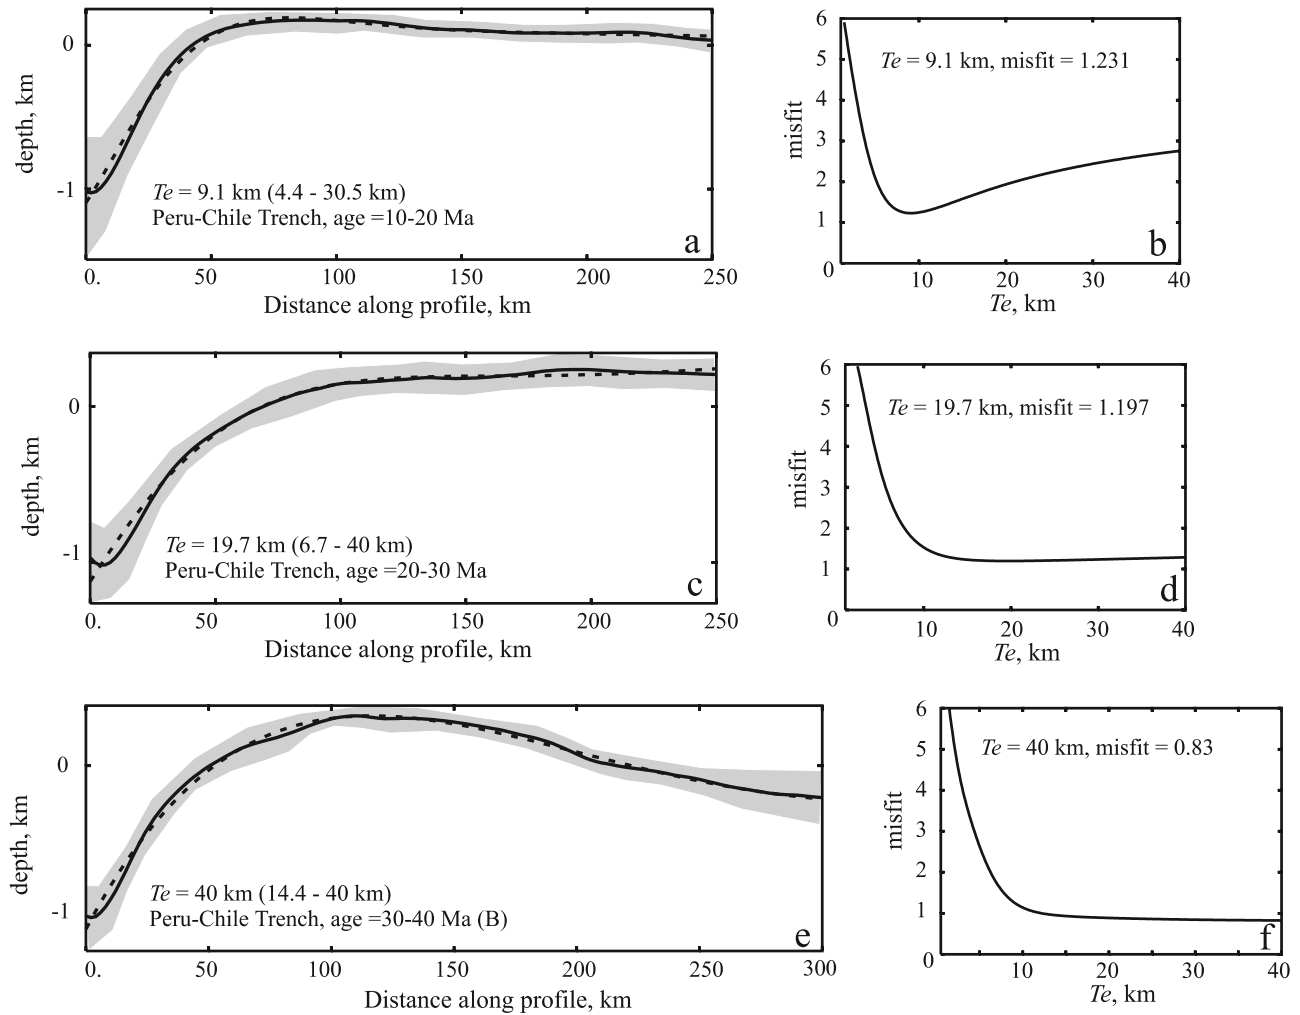 0
-1
depth, km
Te = 9.1 km (4.4 - 30.5 km)
Peru-Chile Trench, age =10-20 Ma
a
0. 50 100 150 200 250
Distance along profile, km
6
5
4
3
2
1
0
misfit
Te = 9.1 km, misfit = 1.231
b
10 20 30 40
Te, km
0
-1
depth, km
Te = 19.7 km (6.7 - 40 km)
Peru-Chile Trench, age =20-30 Ma
c
0. 50 100 150 200 250
Distance along profile, km
6
5
4
3
2
1
0
misfit
Te = 19.7 km, misfit = 1.197
d
10 20 30 40
Te, km
0
-1
depth, km
Te = 40 km (14.4 - 40 km)
Peru-Chile Trench, age =30-40 Ma (B)
e
0. 50 100 150 200 250 300
Distance along profile, km
6
5
4
3
2
1
0
misfit
Te = 40 km, misfit = 0.83
f
10 20 30 40
Te, km